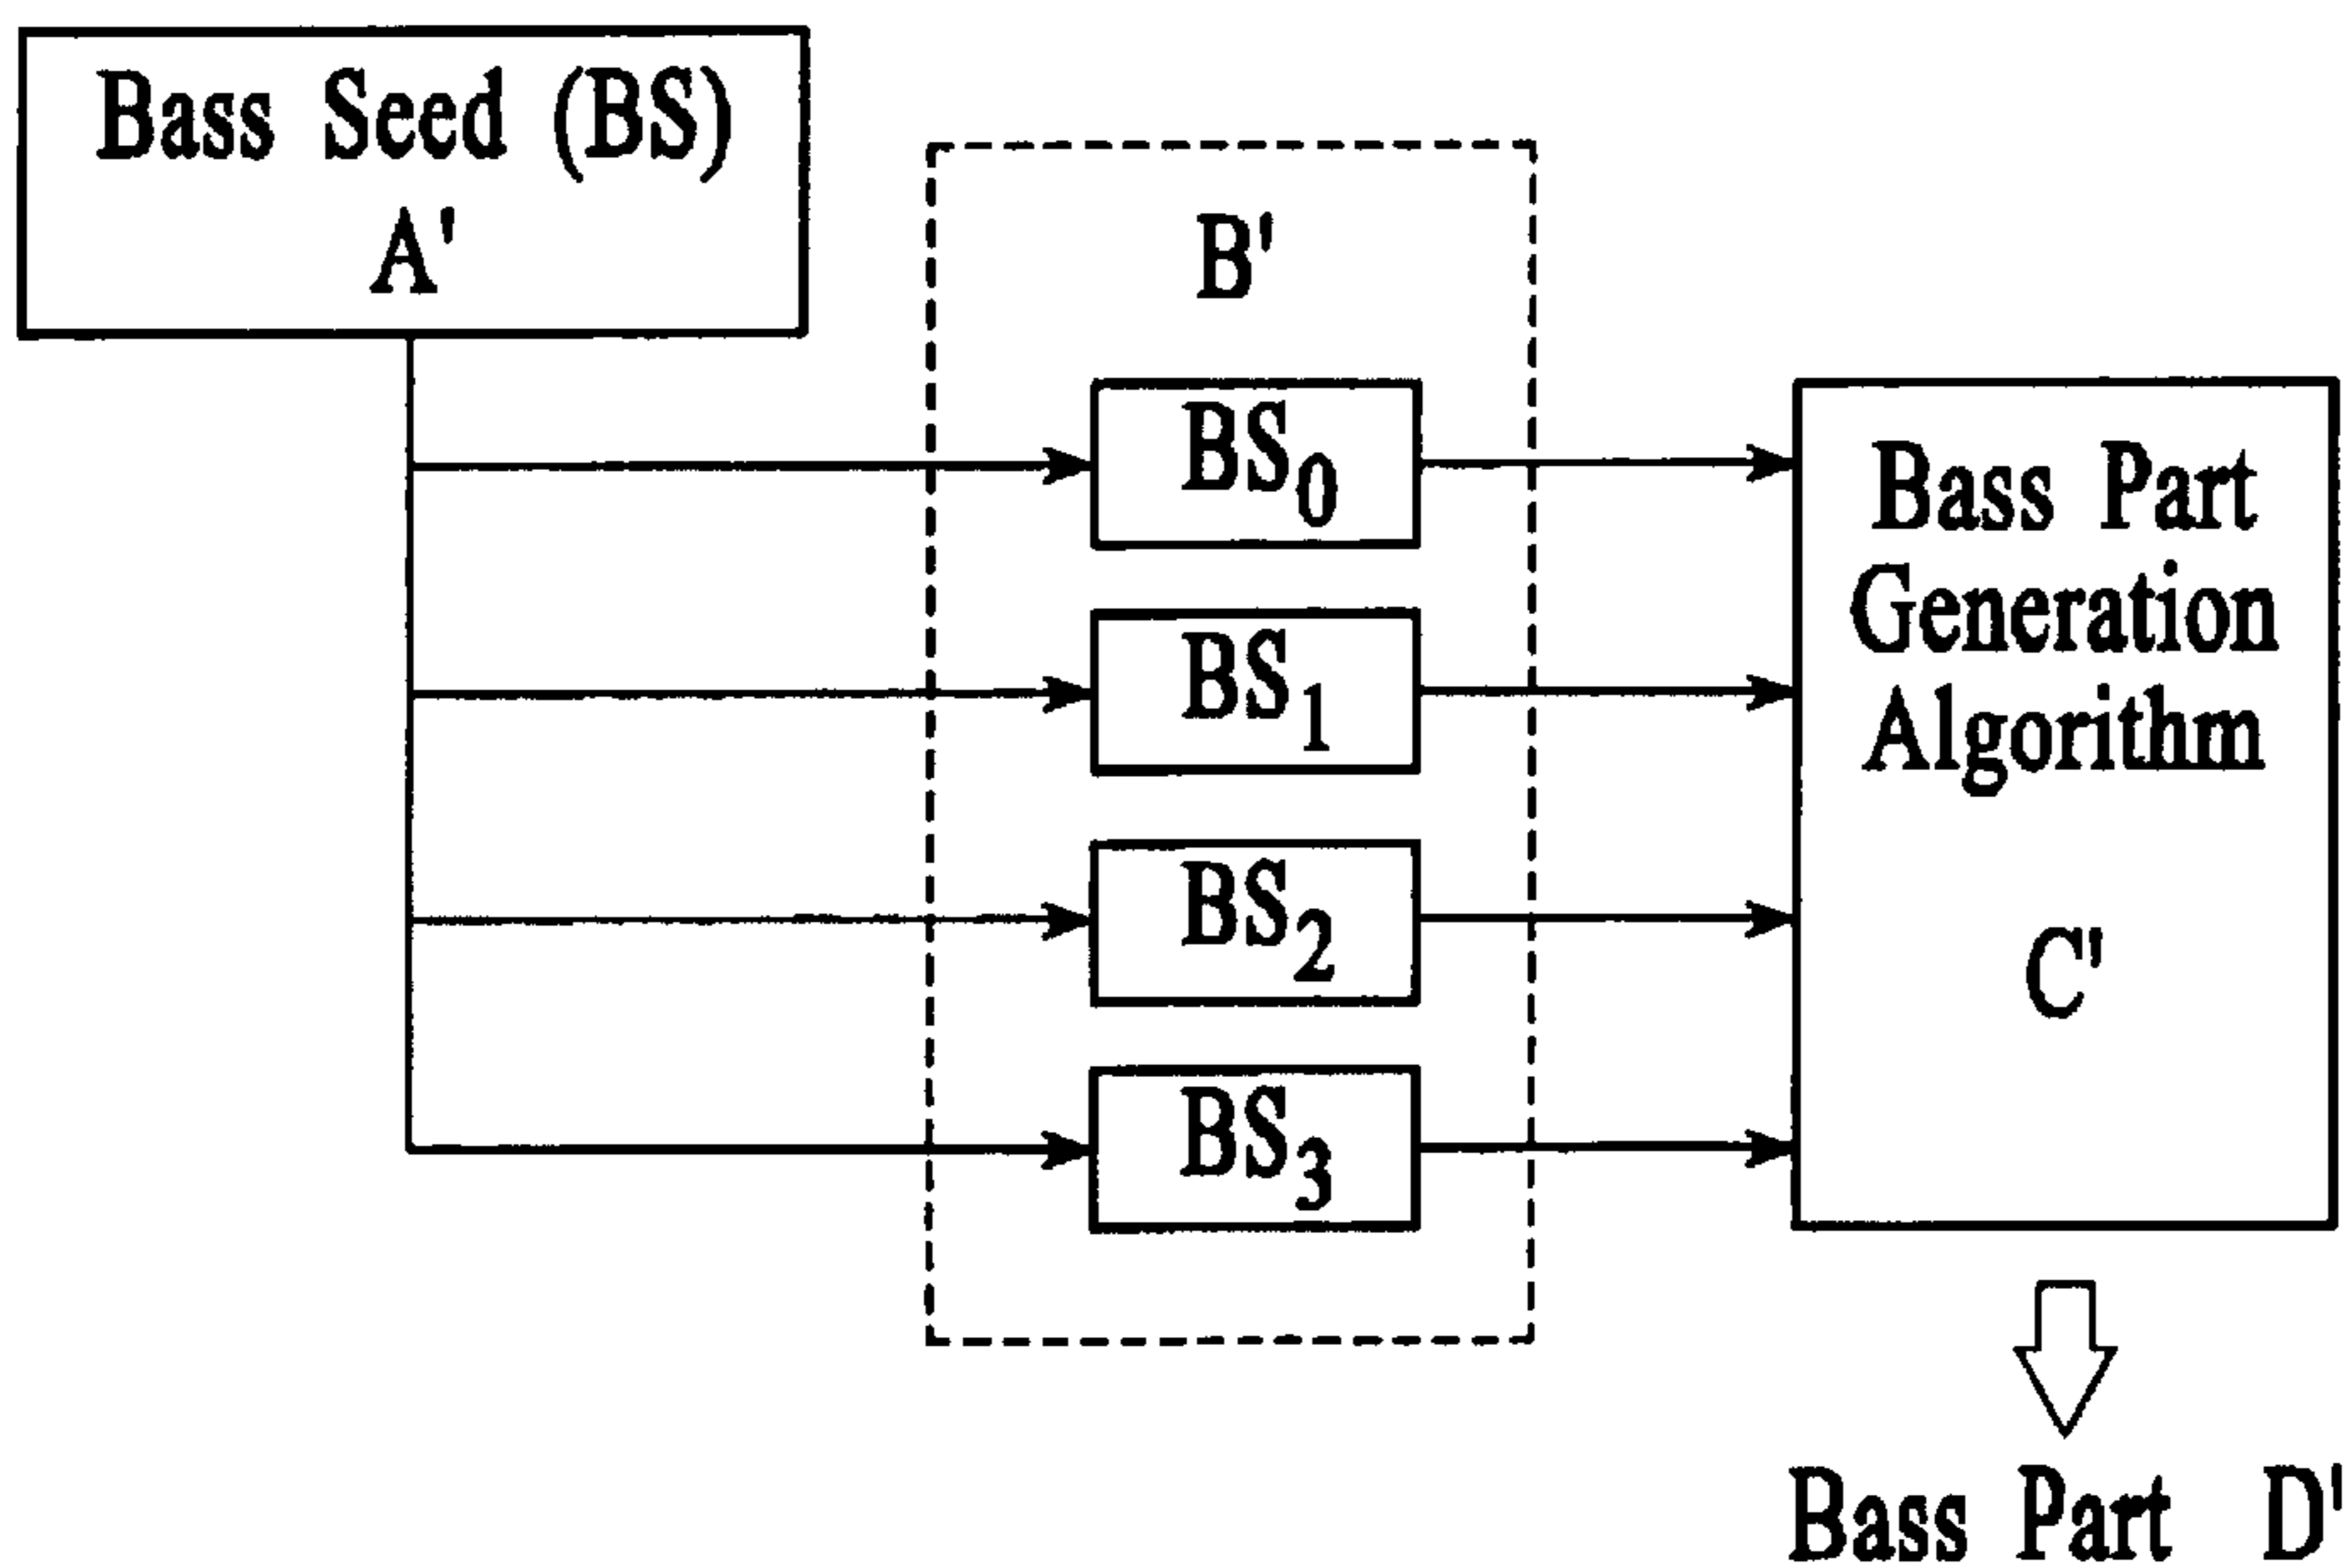 Bass Seed (BS)
A'
B'
BS0
BS1
BS2
BS3
Bass Part
Generation
Algorithm
C'
Bass Part D'